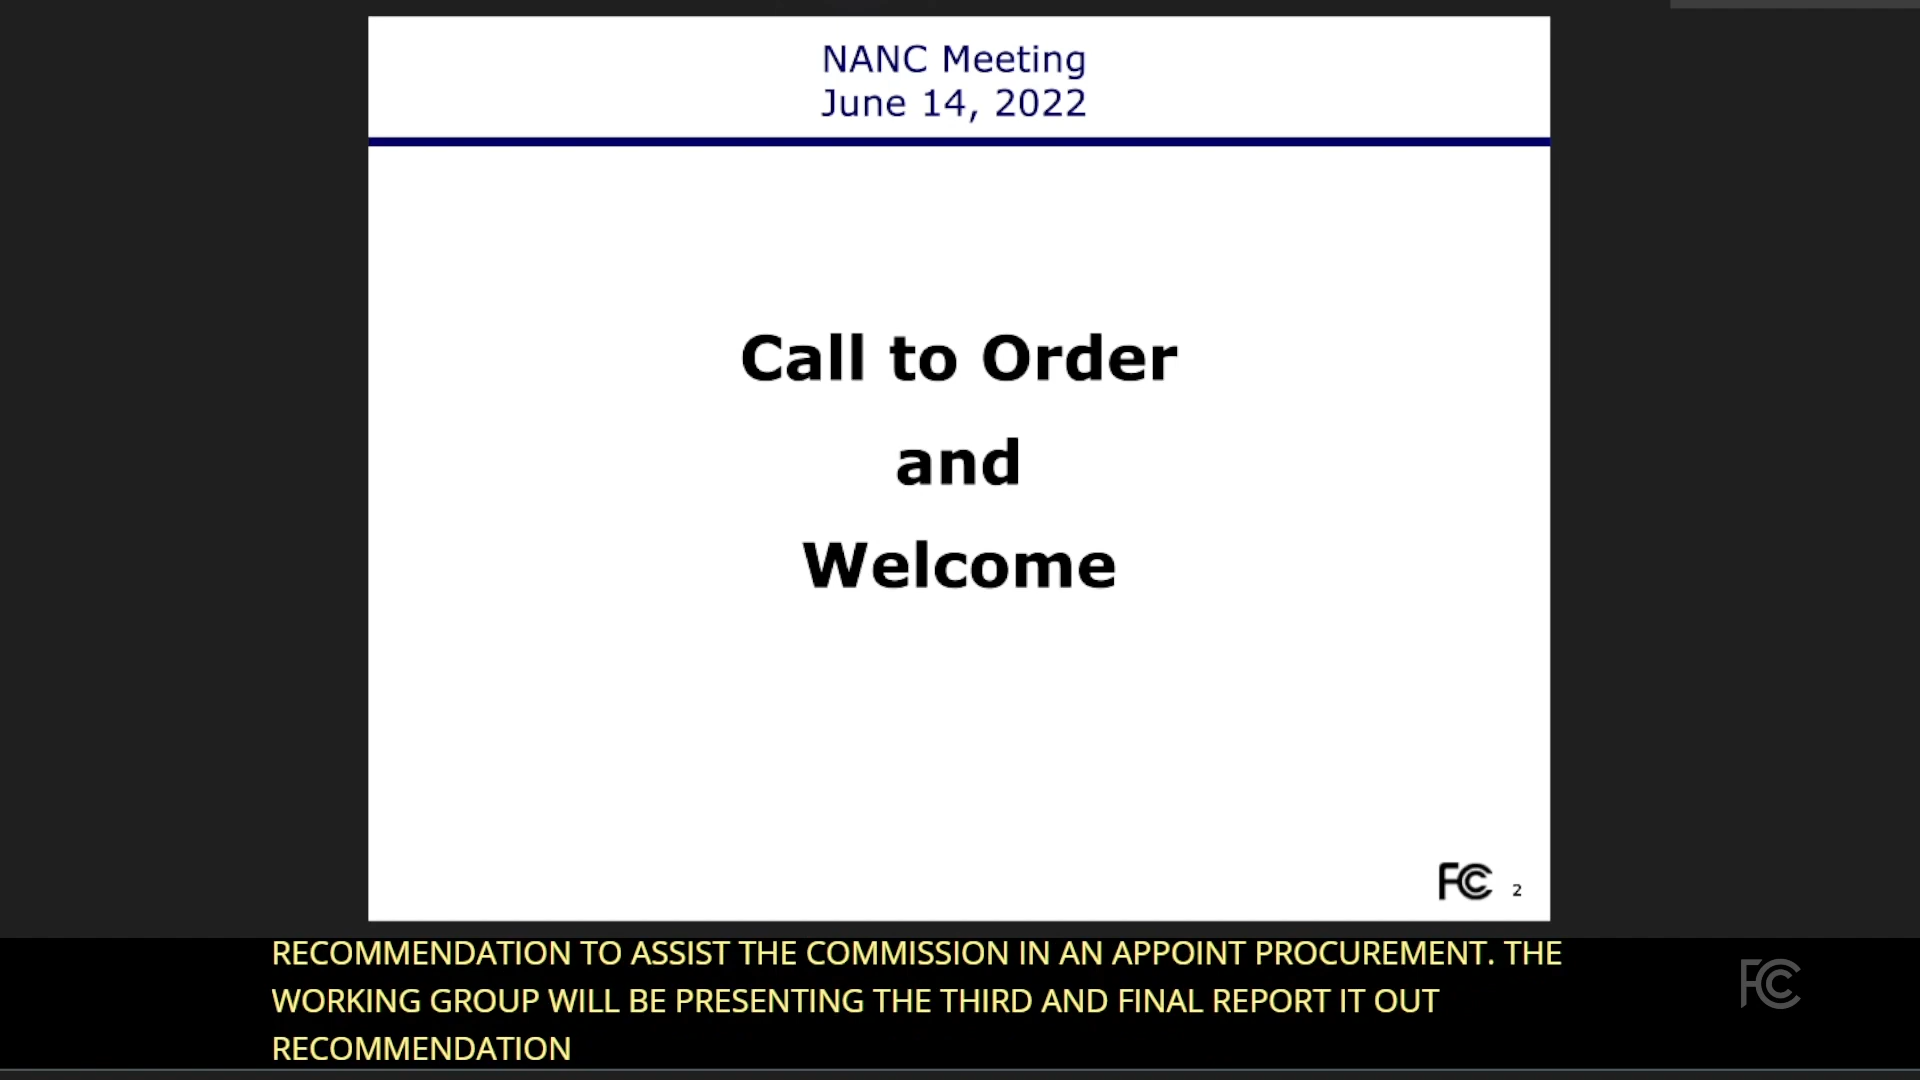 NANC Meeting
June 14, 2022
Call to Order
and
Welcome
FCC 2
RECOMMENDATION TO ASSIST THE COMMISSION IN AN APPOINT PROCUREMENT. THE
WORKING GROUP WILL BE PRESENTING THE THIRD AND FINAL REPORT IT OUT
RECOMMENDATION
FCC